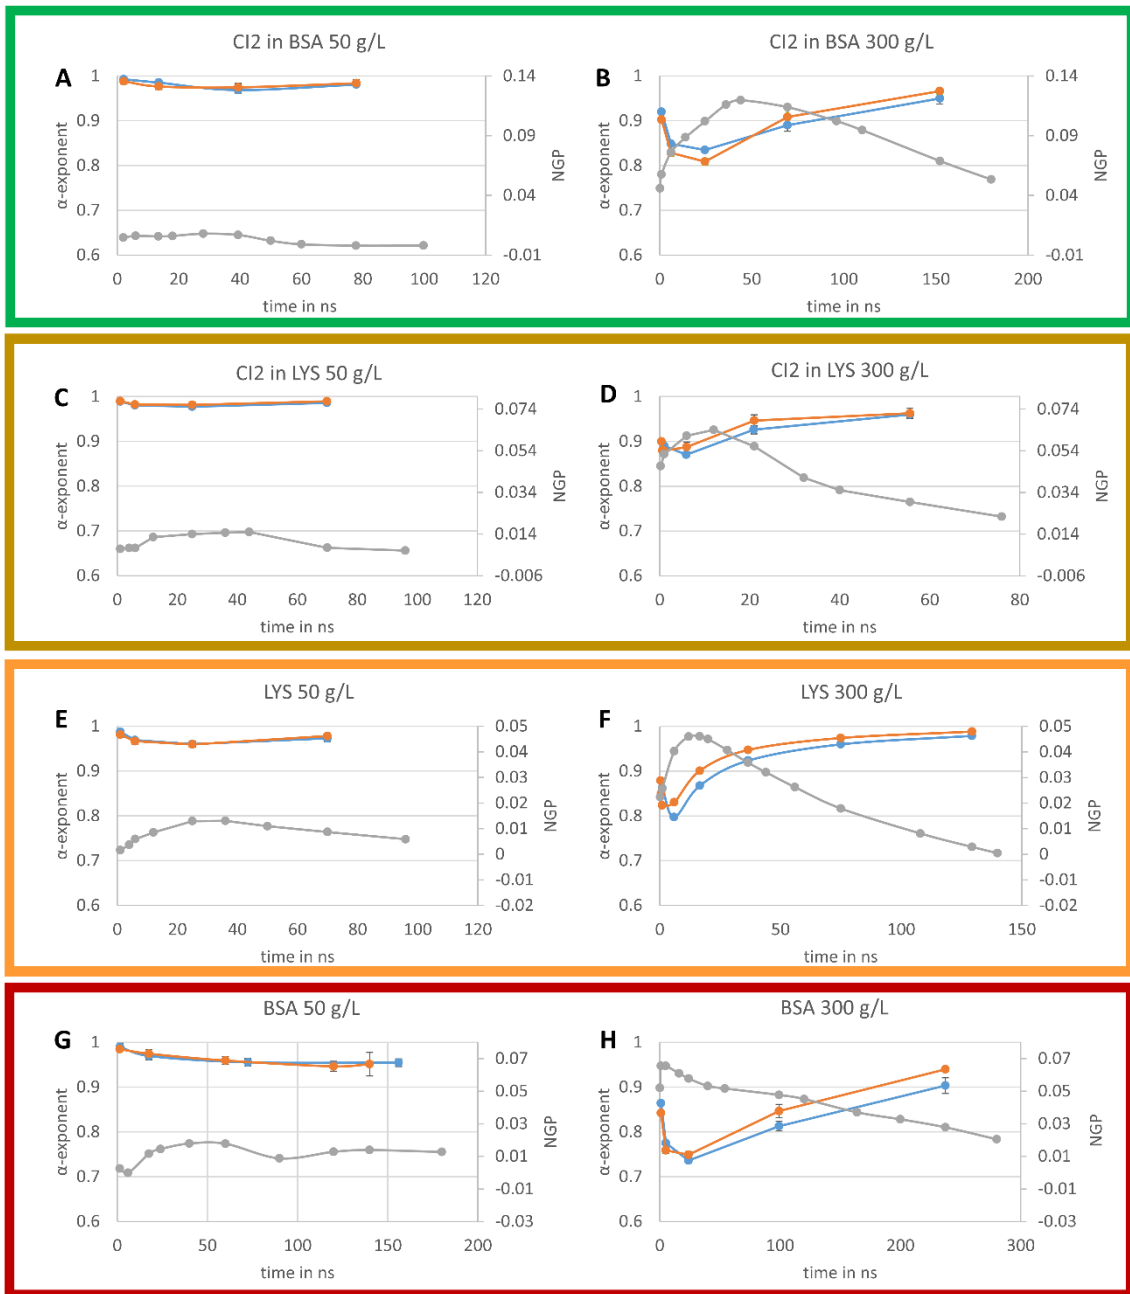 CI2 in BSA 50 g/L
A
1
0.9
0.8
0.7
0.6
α-exponent
0.14
0.09
0.04
-0.01
NGP
0 20 40 60 80 100 120
time in ns
CI2 in BSA 300 g/L
B
1
0.9
0.8
0.7
0.6
α-exponent
0.14
0.09
0.04
-0.01
NGP
0 50 100 150 200
time in ns
CI2 in LYS 50 g/L
C
1
0.9
0.8
0.7
0.6
α-exponent
0.074
0.054
0.034
0.014
-0.006
NGP
0 20 40 60 80 100 120
time in ns
CI2 in LYS 300 g/L
D
1
0.9
0.8
0.7
0.6
α-exponent
0.074
0.054
0.034
0.014
-0.006
NGP
0 20 40 60 80
time in ns
LYS 50 g/L
E
1
0.9
0.8
0.7
0.6
α-exponent
0.05
0.04
0.03
0.02
0.01
0
-0.01
-0.02
NGP
0 20 40 60 80 100 120
time in ns
LYS 300 g/L
F
1
0.9
0.8
0.7
0.6
α-exponent
0.05
0.04
0.03
0.02
0.01
0
-0.01
-0.02
NGP
0 50 100 150
time in ns
BSA 50 g/L
G
1
0.9
0.8
0.7
0.6
α-exponent
0.07
0.05
0.03
0.01
-0.01
-0.03
NGP
0 50 100 150 200
time in ns
BSA 300 g/L
H
1
0.9
0.8
0.7
0.6
α-exponent
0.07
0.05
0.03
0.01
-0.01
-0.03
NGP
0 100 200 300
time in ns